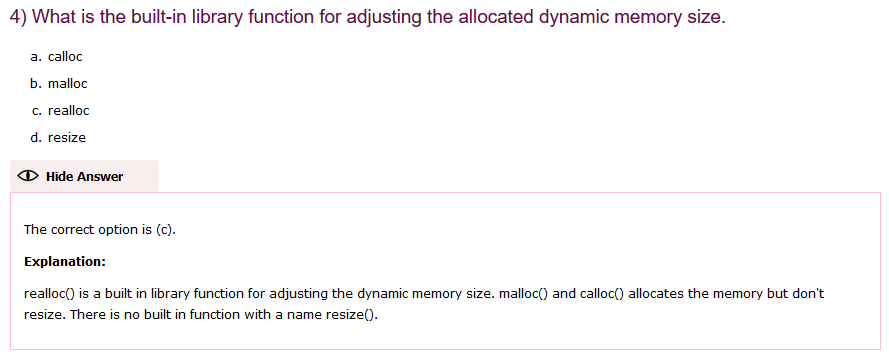 4) What is the built-in library function for adjusting the allocated dynamic memory size.
a. calloc
b. malloc
c. realloc
d. resize
Hide Answer
The correct option is (c).
Explanation:
realloc() is a built in library function for adjusting the dynamic memory size. malloc() and calloc() allocates the memory but don't
resize. There is no built in function with a name resize().